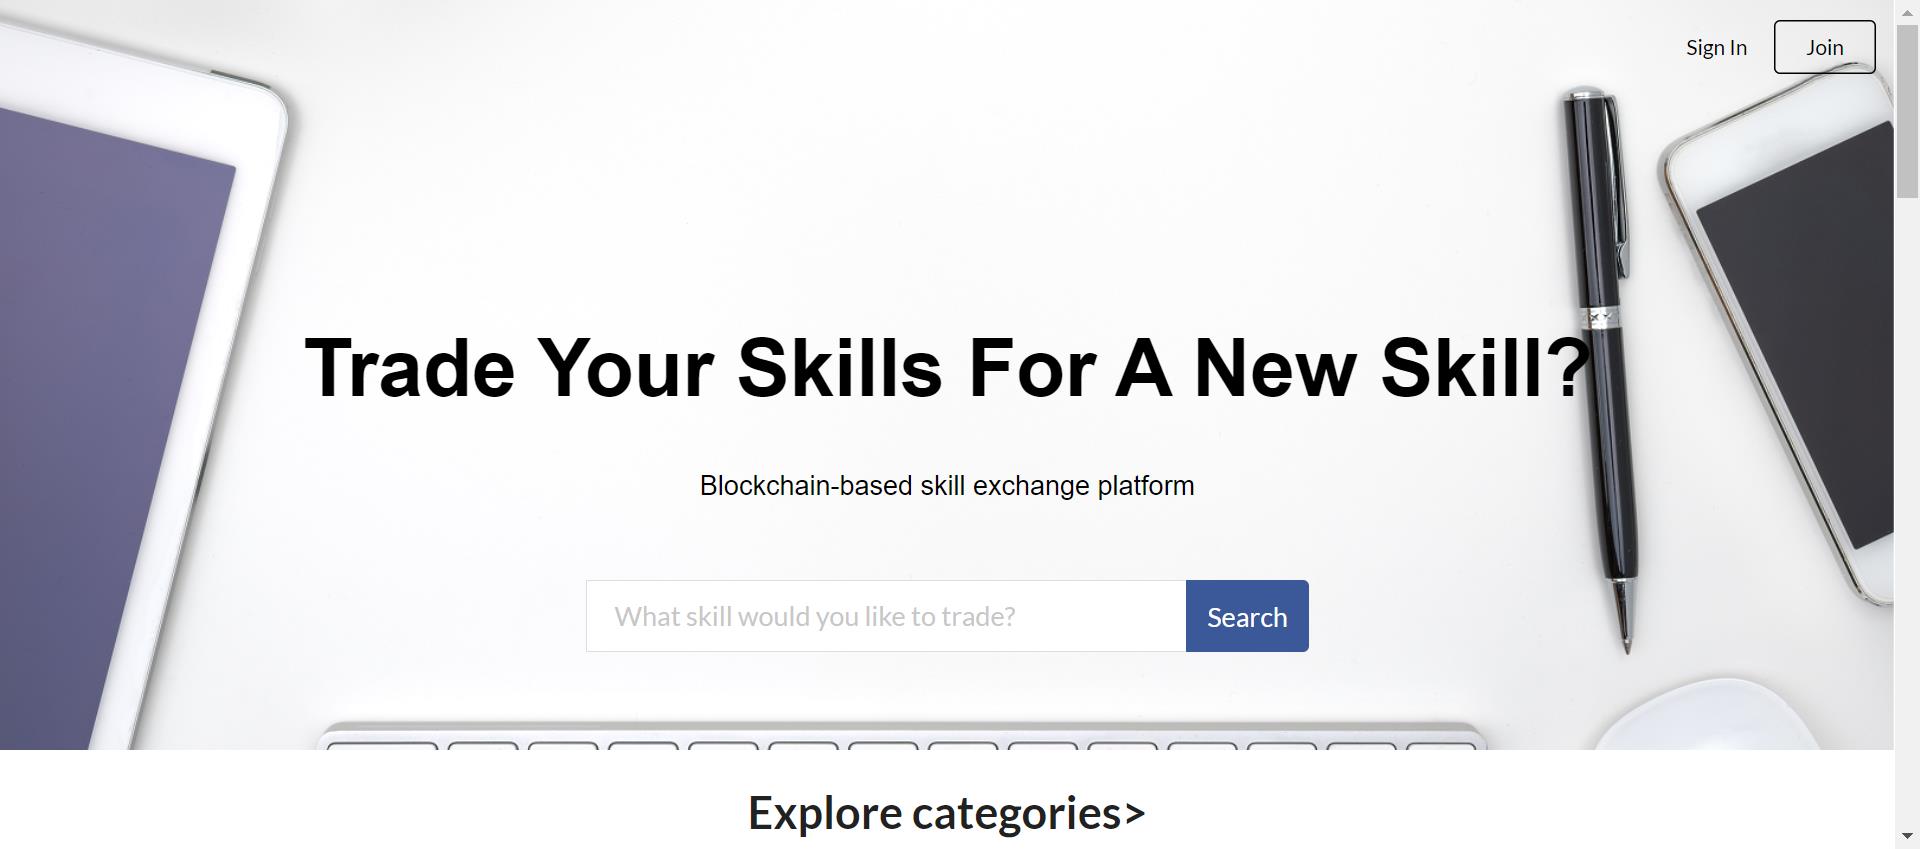 Sign In
Join
Trade Your Skills For A New Skill?
Blockchain-based skill exchange platform
What skill would you like to trade?
Search
Explore categories>